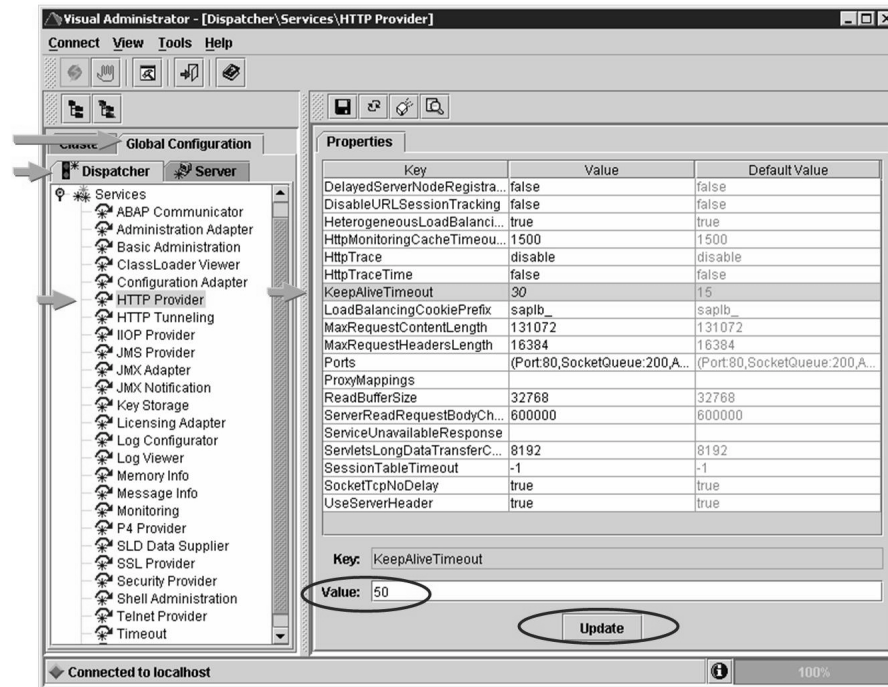 Visual Administrator - [Dispatcher\Services\HTTP Provider]
Connect View Tools Help
Cluste Global Configuration
Dispatcher Server
Services
ABAP Communicator
Administration Adapter
Basic Administration
ClassLoader Viewer
Configuration Adapter
HTTP Provider
HTTP Tunneling
IIOP Provider
JMS Provider
JMX Adapter
JMX Notification
Key Storage
Licensing Adapter
Log Configurator
Log Viewer
Memory Info
Message Info
Monitoring
P4 Provider
SLD Data Supplier
SSL Provider
Security Provider
Shell Administration
Telnet Provider
Timeout
Properties
Key Value Default Value
DelayedServerNodeRegistra... false false
DisableURLSessionTracking false false
HeterogeneousLoadBalanci... true true
HttpMonitoringCacheTimeou... 1500 1500
HttpTrace disable disable
HttpTraceTime false false
KeepAliveTimeout 30 15
LoadBalancingCookiePrefix saplb_ saplb_
MaxRequestContentLength 131072 131072
MaxRequestHeadersLength 16384 16384
Ports (Port:80,SocketQueue:200,A... (Port:80,SocketQueue:200,A...
ProxyMappings
ReadBufferSize 32768 32768
ServerReadRequestBodyCh... 600000 600000
ServiceUnavailableResponse
ServletsLongDataTransferC... 8192 8192
SessionTableTimeout -1 -1
SocketTcpNoDelay true true
UseServerHeader true true
Key: KeepAliveTimeout
Value: 50
Update
Connected to localhost 100%